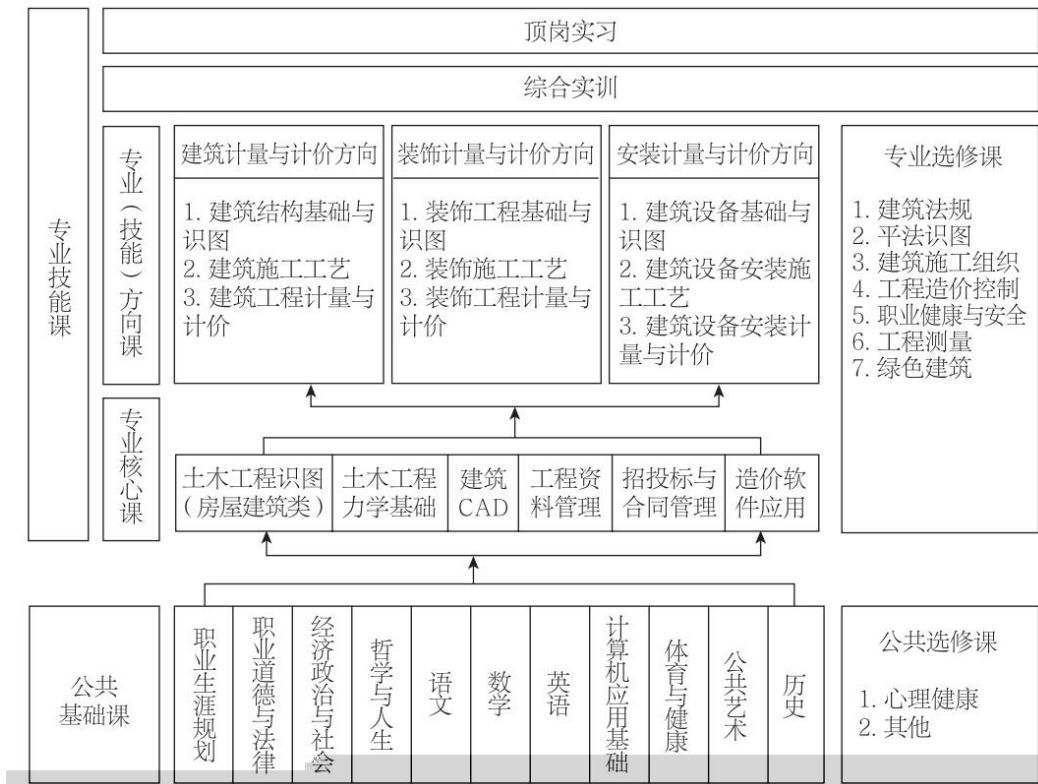 顶岗实习
综合实训
专业技能课
专业（技能）方向课
建筑计量与计价方向
1. 建筑结构基础与
识图
2. 建筑施工工艺
3. 建筑工程计量与
计价
装饰计量与计价方向
1. 装饰工程基础与
识图
2. 装饰施工工艺
3. 装饰工程计量与
计价
安装计量与计价方向
1. 建筑设备基础与
识图
2. 建筑设备安装施
工工艺
3. 建筑设备安装计
量与计价
专业选修课
1. 建筑法规
2. 平法识图
3. 建筑施工组织
4. 工程造价控制
5. 职业健康与安全
6. 工程测量
7. 绿色建筑
专业核心课
土木工程识图
（房屋建筑类）
土木工程
力学基础
建筑
CAD
工程资
料管理
招投标与
合同管理
造价软
件应用
公共
基础课
职业生涯规划
职业道德与法律
经济政治与社会
哲学与人生
语文
数学
英语
计算机应用基础
体育与健康
公共艺术
历史
公共选修课
1. 心理健康
2. 其他